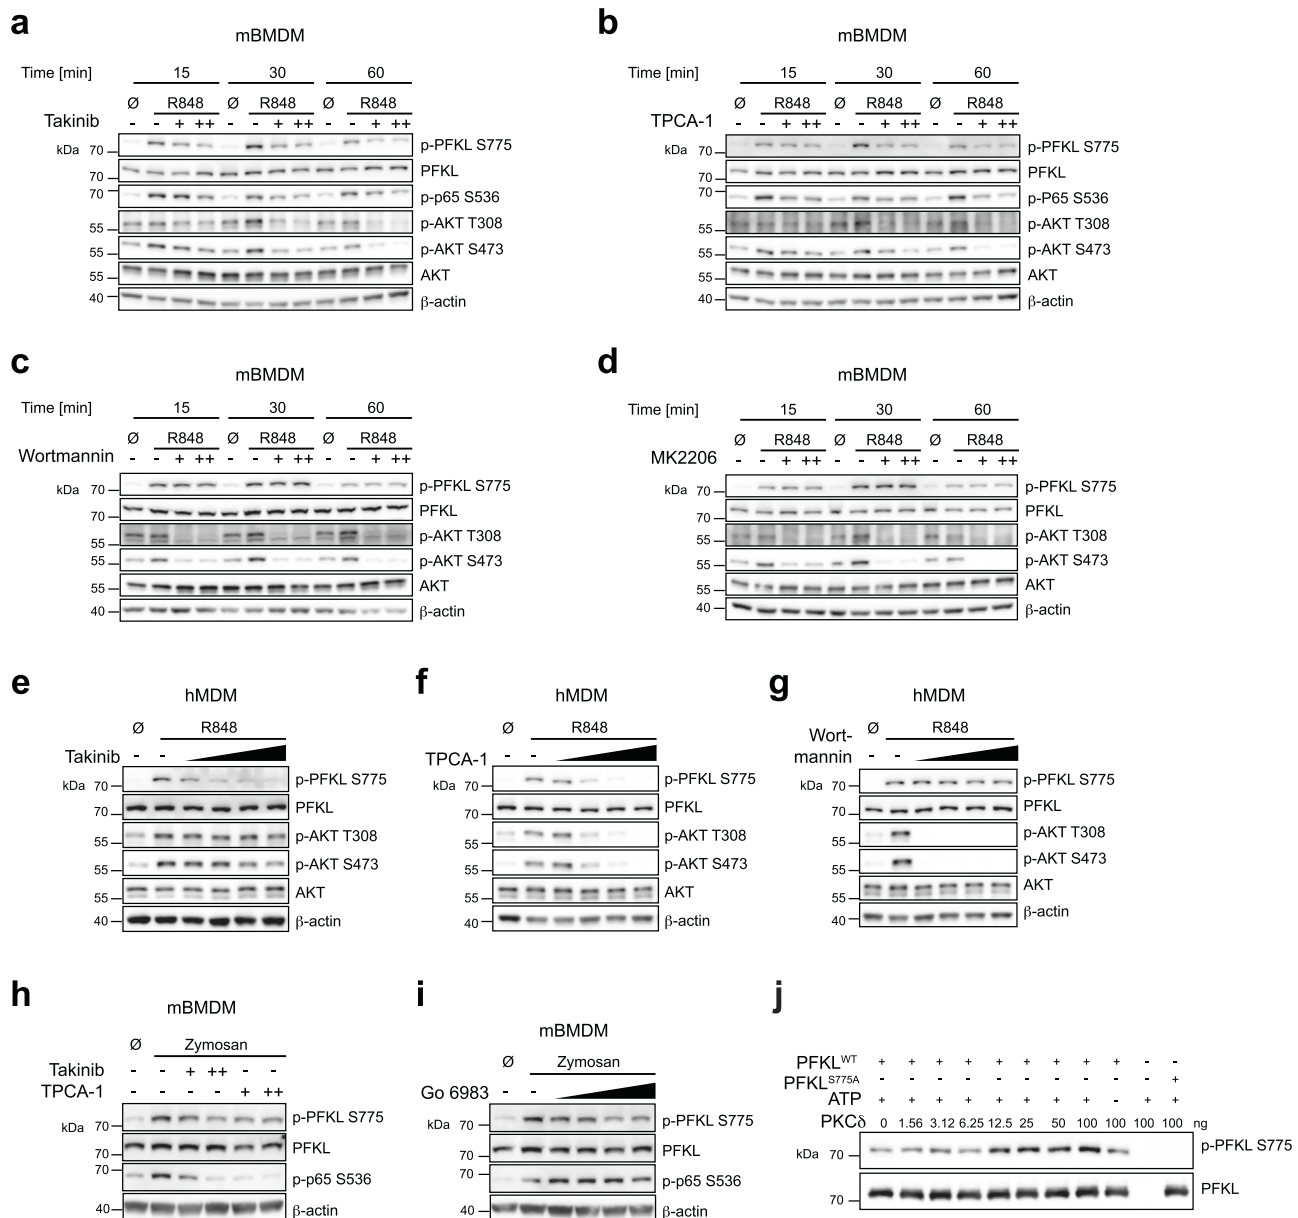 a
mBMDM
Time [min] 15 30 60
Ø R848 Ø R848 Ø R848
Takinib - - + ++ - - + ++ - - + ++
kDa 70 p-PFKL S775
70 PFKL
70 p-p65 S536
55 p-AKT T308
55 p-AKT S473
55 AKT
40 β-actin
b
mBMDM
Time [min] 15 30 60
Ø R848 Ø R848 Ø R848
TPCA-1 - - + ++ - - + ++ - - + ++
kDa 70 p-PFKL S775
70 PFKL
70 p-P65 S536
55 p-AKT T308
55 p-AKT S473
55 AKT
40 β-actin
c
mBMDM
Time [min] 15 30 60
Ø R848 Ø R848 Ø R848
Wortmannin - - + ++ - - + ++ - - + ++
kDa 70 p-PFKL S775
70 PFKL
55 p-AKT T308
55 p-AKT S473
55 AKT
40 β-actin
d
mBMDM
Time [min] 15 30 60
Ø R848 Ø R848 Ø R848
MK2206 - - + ++ - - + ++ - - + ++
kDa 70 p-PFKL S775
70 PFKL
55 p-AKT T308
55 p-AKT S473
55 AKT
40 β-actin
e
hMDM
Ø R848
Takinib - -
kDa 70 p-PFKL S775
70 PFKL
55 p-AKT T308
55 p-AKT S473
55 AKT
40 β-actin
f
hMDM
Ø R848
TPCA-1 - -
kDa 70 p-PFKL S775
70 PFKL
55 p-AKT T308
55 p-AKT S473
55 AKT
40 β-actin
g
hMDM
Ø R848
Wort-
mannin - -
kDa 70 p-PFKL S775
70 PFKL
55 p-AKT T308
55 p-AKT S473
55 AKT
40 β-actin
h
mBMDM
Ø Zymosan
Takinib - - + ++ - -
TPCA-1 - - - - + ++
kDa 70 p-PFKL S775
70 PFKL
70 p-p65 S536
40 β-actin
i
mBMDM
Ø Zymosan
Go 6983 - -
kDa 70 p-PFKL S775
70 PFKL
70 p-p65 S536
40 β-actin
j
PFKLWT + + + + + + + + + - -
PFKLS775A - - - - - - - - - - +
ATP + + + + + + + + - + +
PKCδ 0 1.56 3.12 6.25 12.5 25 50 100 100 100 100 ng
kDa 70 p-PFKL S775
70 PFKL